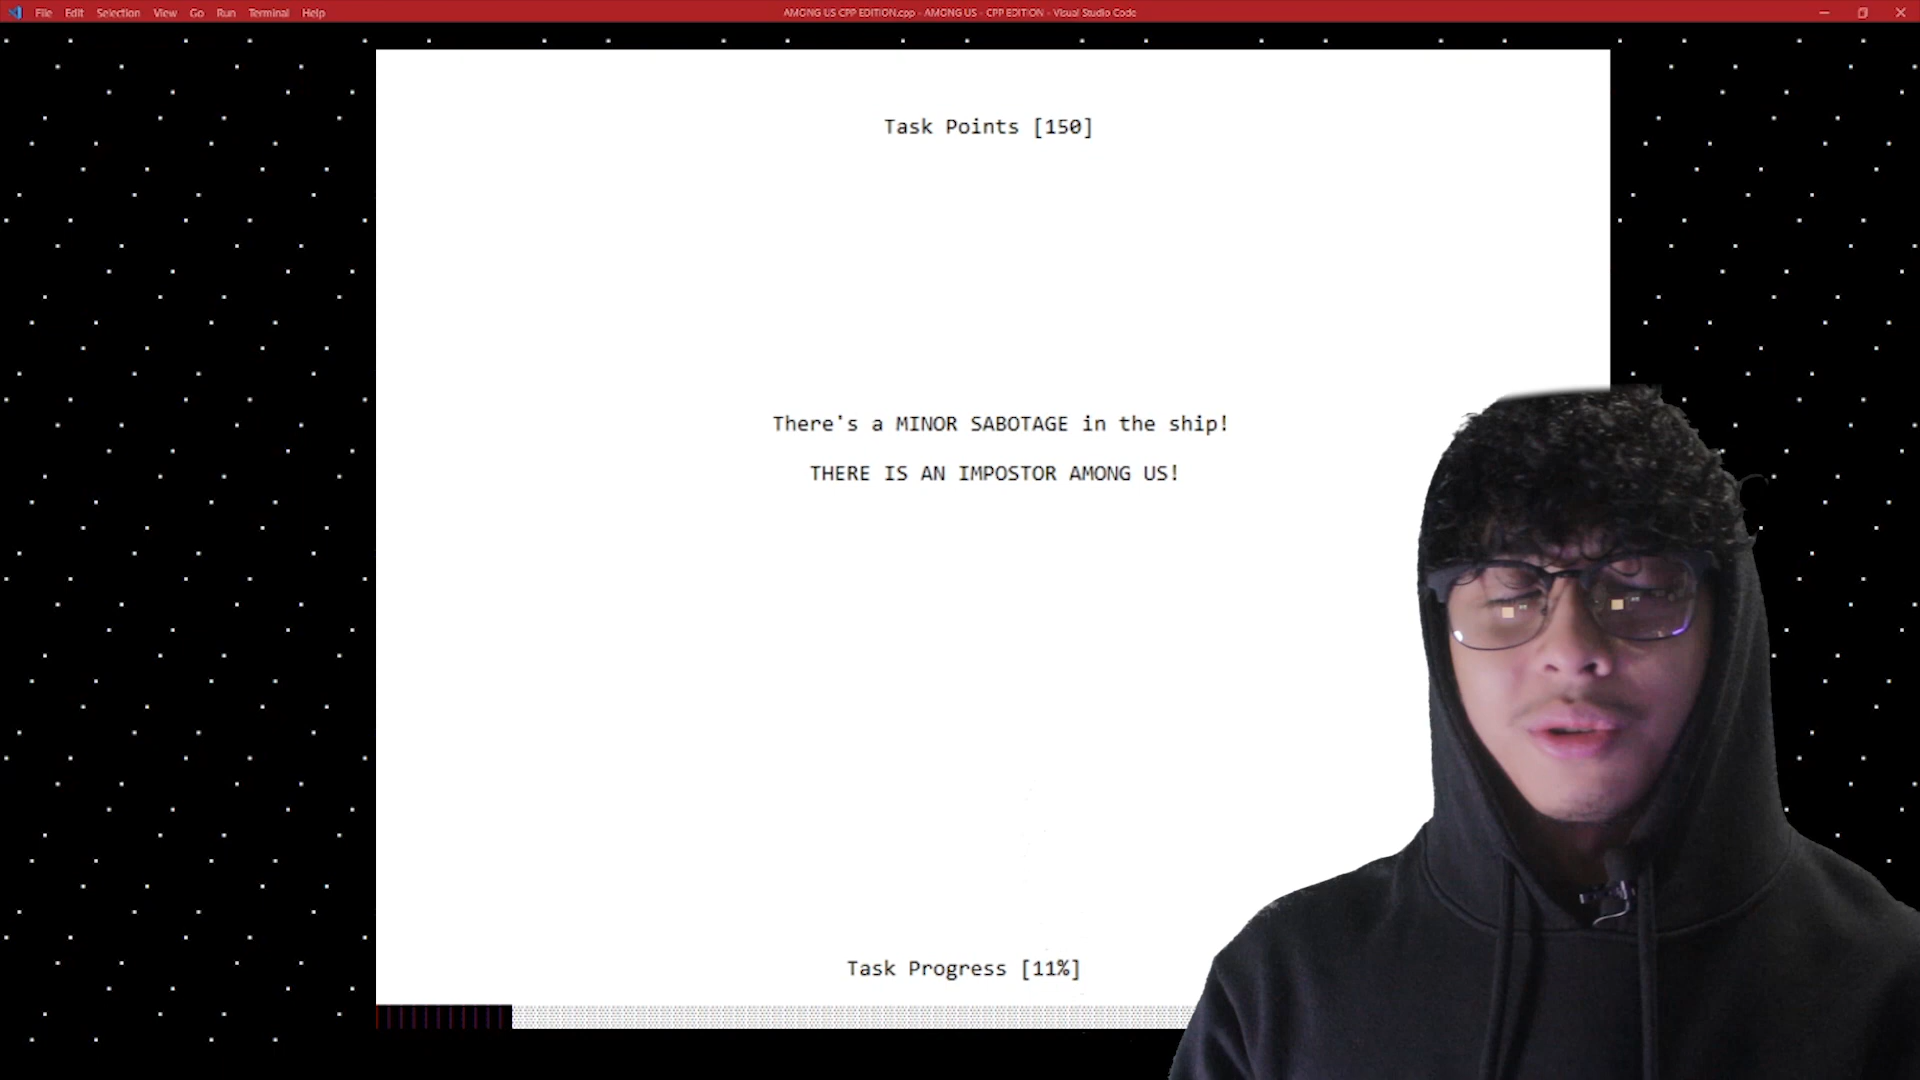 File Edit Selection View Go Run Terminal Help AMONG US CPP EDITION.cpp - AMONG US - CPP EDITION - Visual Studio Code
Task Points [150]
There's a MINOR SABOTAGE in the ship!
THERE IS AN IMPOSTOR AMONG US!
Task Progress [11%]